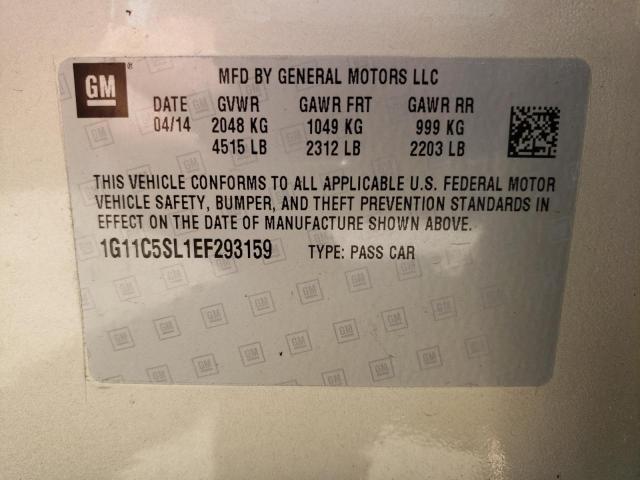 GM
MFD BY GENERAL MOTORS LLC
DATE GVWR GAWR FRT GAWR RR
04/14 2048 KG 1049 KG 999 KG
4515 LB 2312 LB 2203 LB
THIS VEHICLE CONFORMS TO ALL APPLICABLE U.S. FEDERAL MOTOR
VEHICLE SAFETY, BUMPER, AND THEFT PREVENTION STANDARDS IN
EFFECT ON THE DATE OF MANUFACTURE SHOWN ABOVE.
1G11C5SL1EF293159 TYPE: PASS CAR